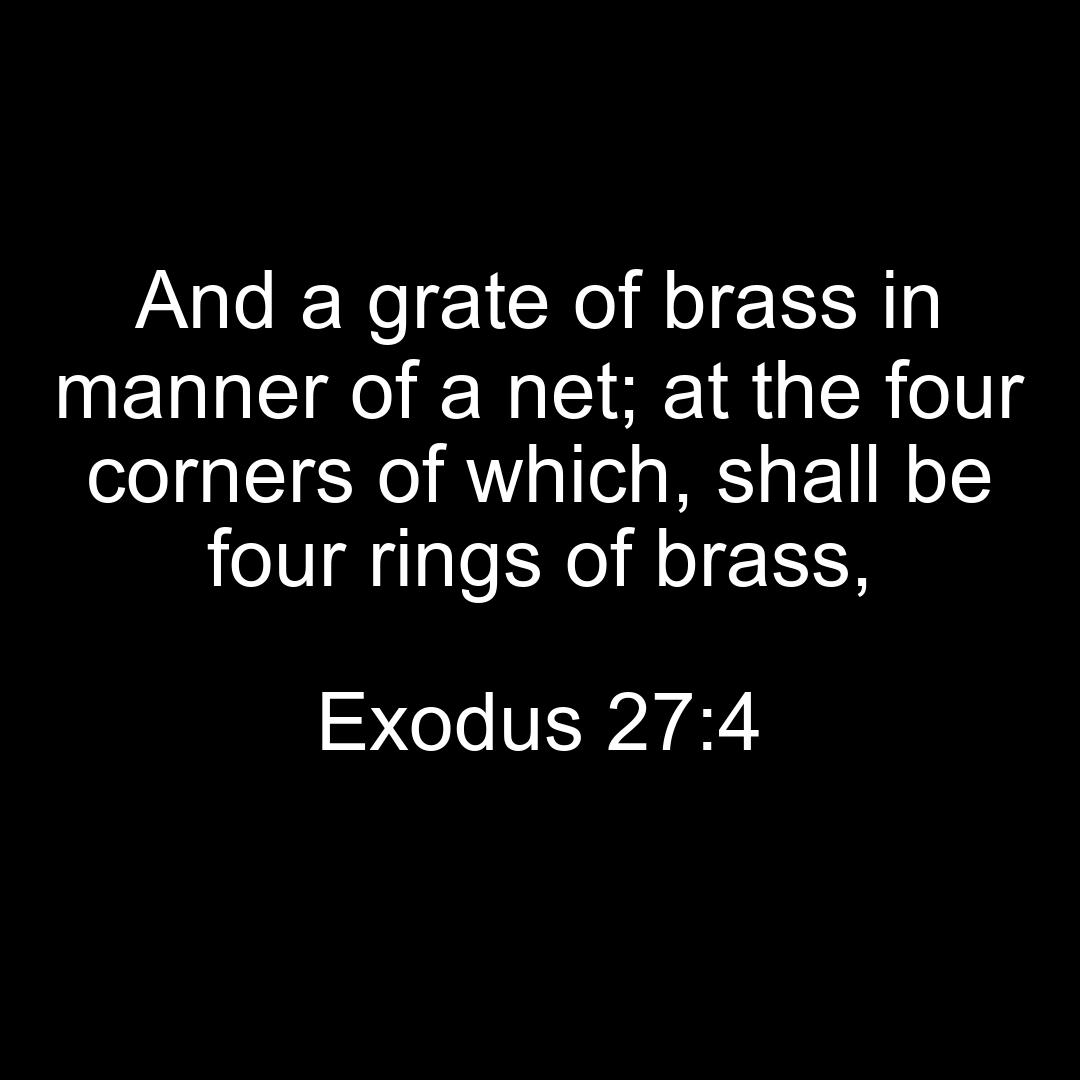 And a grate of brass in
manner of a net; at the four
corners of which, shall be
four rings of brass,
Exodus 27:4